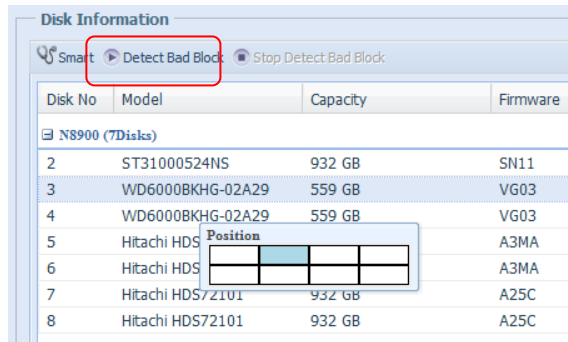 Disk Information
Smart Detect Bad Block Stop Detect Bad Block
Disk No Model Capacity Firmware
N8900 (7Disks)
2 ST31000524NS 932 GB SN11
3 WD6000BKHG-02A29 559 GB VG03
4 WD6000BKHG-02A29 559 GB VG03
5 Hitachi HDS A3MA
Position
6 Hitachi HDS A3MA
7 Hitachi HDS72101 932 GB A25C
8 Hitachi HDS72101 932 GB A25C